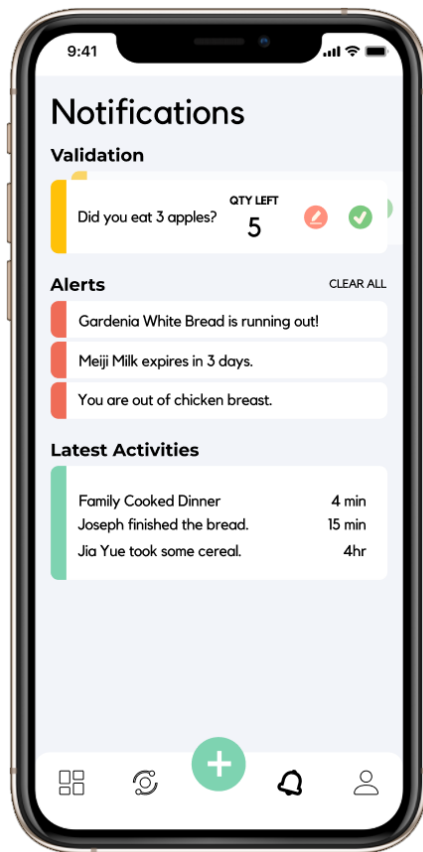 9:41
Notifications
Validation
Did you eat 3 apples?
QTY LEFT
5
Alerts
CLEAR ALL
Gardenia White Bread is running out!
Meiji Milk expires in 3 days.
You are out of chicken breast.
Latest Activities
Family Cooked Dinner 4 min
Joseph finished the bread. 15 min
Jia Yue took some cereal. 4hr